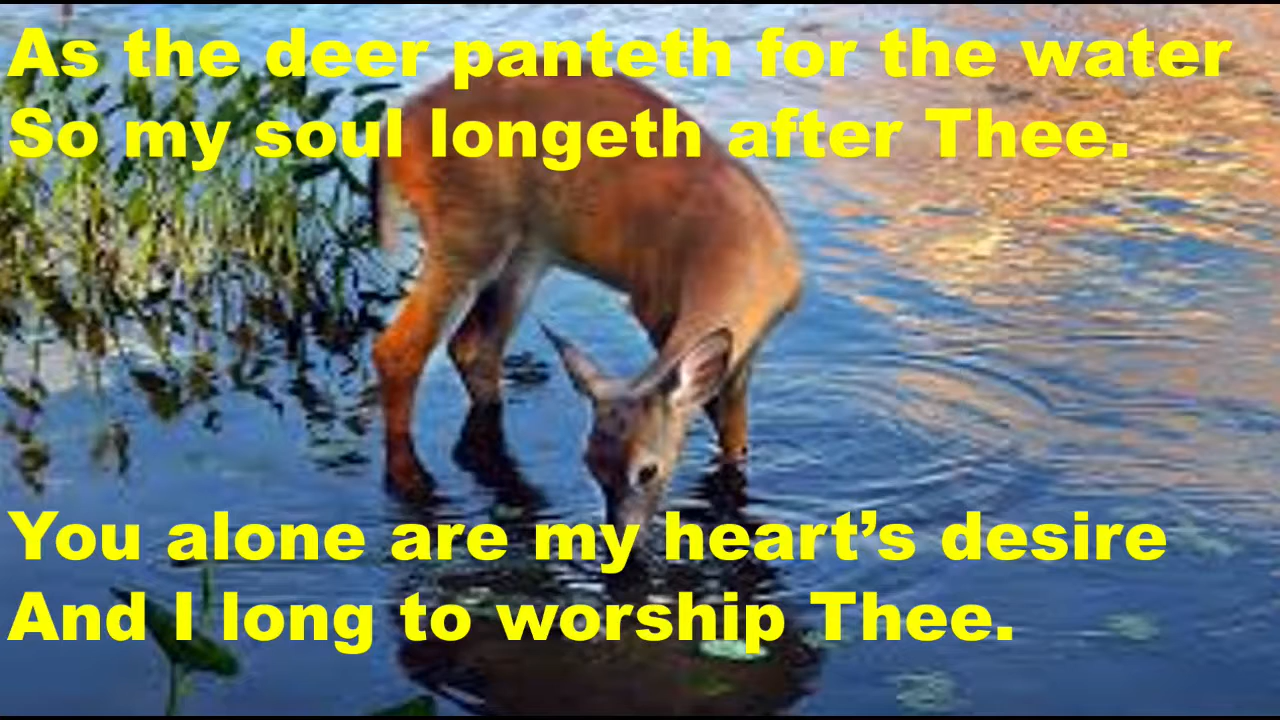 As the deer panteth for the water
So my soul longeth after Thee.
You alone are my heart’s desire
And I long to worship Thee.